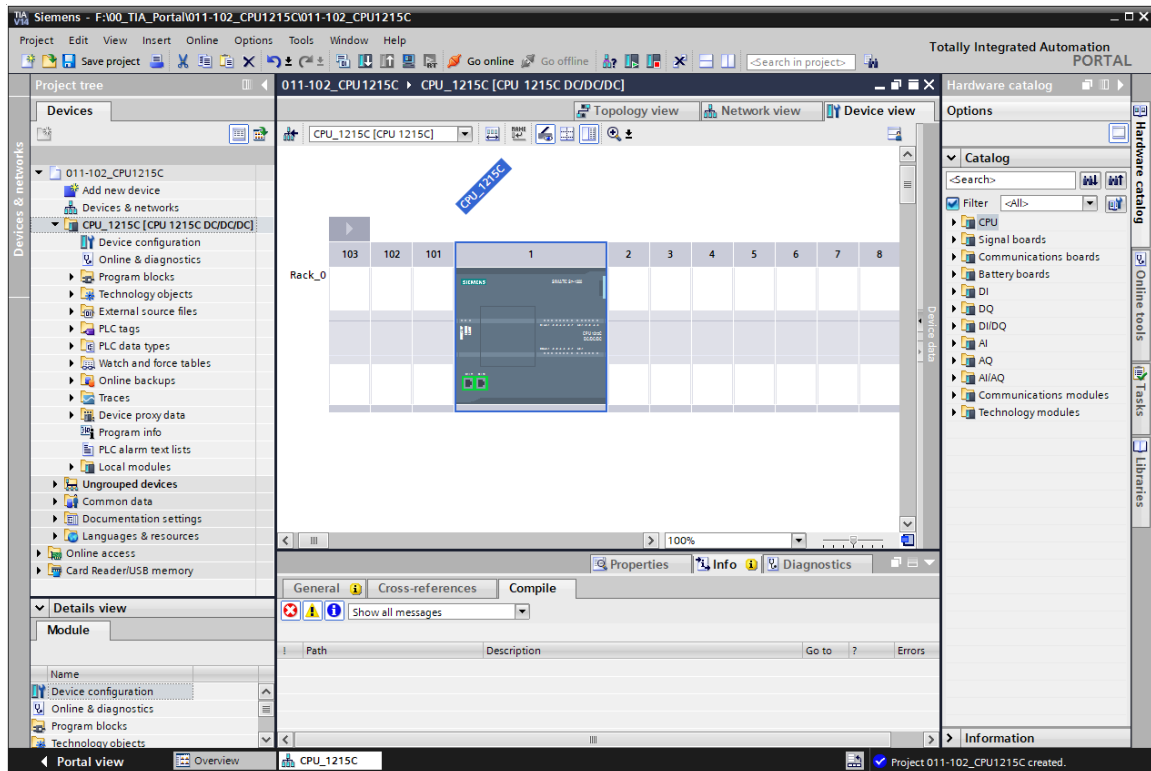 TIA V14 Siemens - F:\00_TIA_Portal\011-102_CPU1215C\011-102_CPU1215C
Project Edit View Insert Online Options Tools Window Help
Totally Integrated Automation
PORTAL
Save project Go online Go offline <Search in project>
Project tree
Devices
011-102_CPU1215C
Add new device
Devices & networks
CPU_1215C [CPU 1215C DC/DC/DC]
Device configuration
Online & diagnostics
Program blocks
Technology objects
External source files
PLC tags
PLC data types
Watch and force tables
Online backups
Traces
Device proxy data
Program info
PLC alarm text lists
Local modules
Ungrouped devices
Common data
Documentation settings
Languages & resources
Online access
Card Reader/USB memory
Devices & networks
Details view
Module
Name
Device configuration
Online & diagnostics
Program blocks
Technology objects
011-102_CPU1215C CPU_1215C [CPU 1215C DC/DC/DC]
Topology view Network view Device view
CPU_1215C [CPU 1215C]
CPU_1215C
103 102 101 1 2 3 4 5 6 7 8
Rack_0
SIEMENS
Device data
100%
Properties Info Diagnostics
General Cross-references Compile
Show all messages
! Path Description Go to ? Errors
Hardware catalog
Options
Catalog
<Search>
Filter <All>
CPU
Signal boards
Communications boards
Battery boards
DI
DQ
DI/DQ
AI
AQ
AI/AQ
Communications modules
Technology modules
Information
Hardware catalog
Online tools
Tasks
Libraries
Portal view Overview CPU_1215C Project 011-102_CPU1215C created.